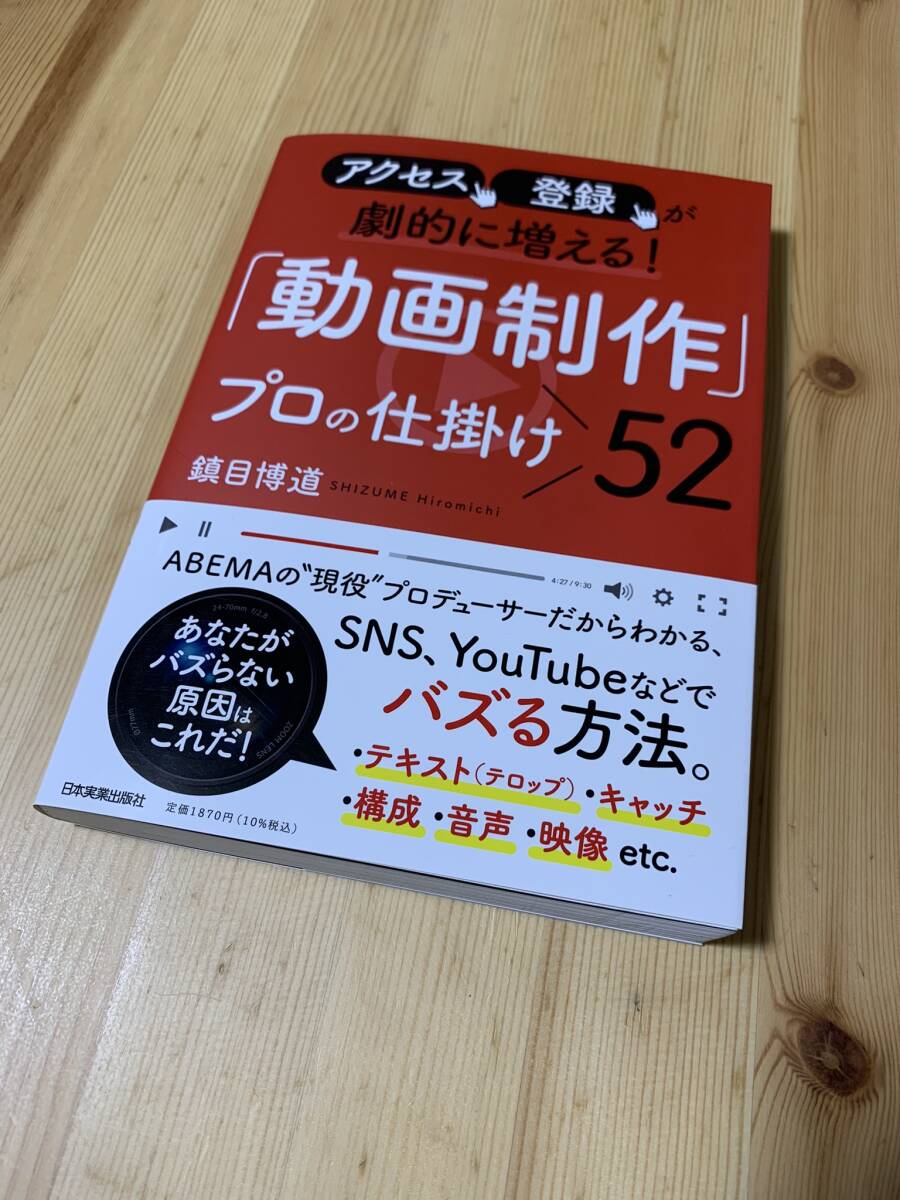 アクセス 登録 が
劇的に増える!
「動画制作」
プロの仕掛け 52
鎮目博道 SHIZUME Hiromichi
4:27/9:30
ABEMAの"現役"プロデューサーだからわかる、
SNS、YouTubeなどで
バズる方法。
・テキスト(テロップ)・キャッチ
・構成・音声・映像 etc.
24-70mm f/2.8
あなたが
バズらない
原因は
これだ!
ZOOM LENS
日本実業出版社
定価1870円(10%税込)